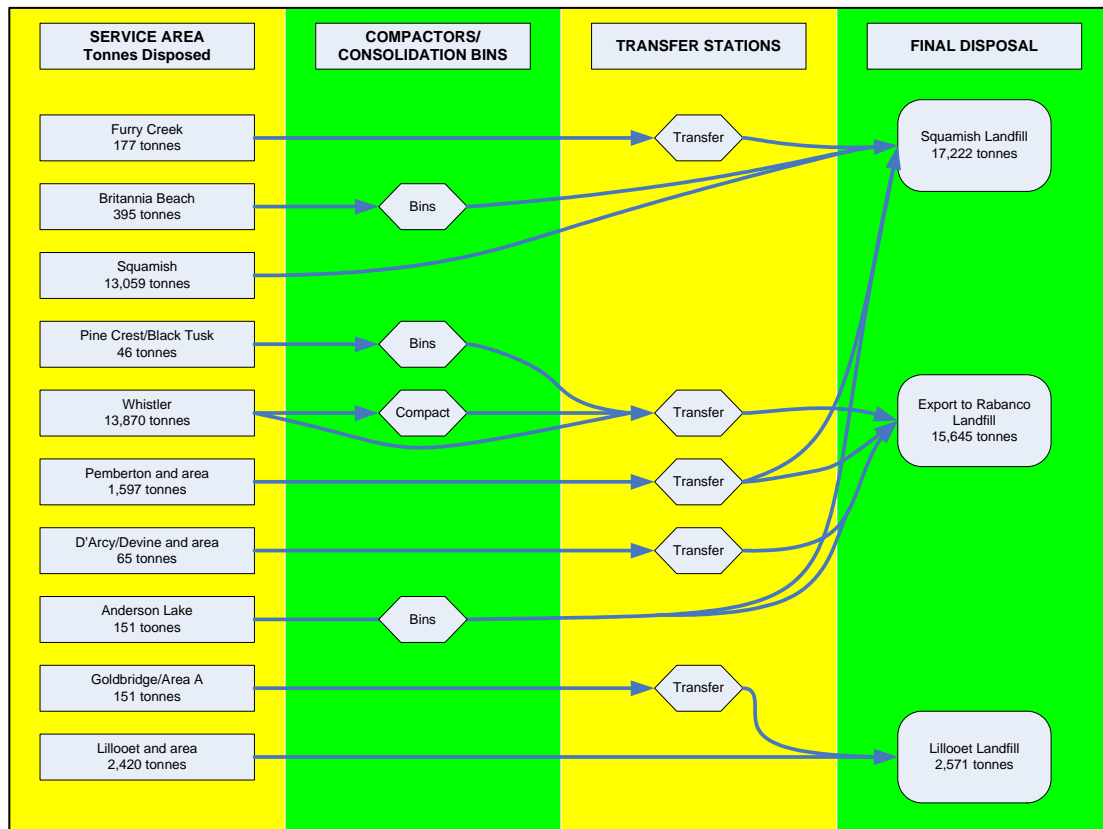 SERVICE AREA
Tonnes Disposed
COMPACTORS/
CONSOLIDATION BINS
TRANSFER STATIONS
FINAL DISPOSAL
Furry Creek
177 tonnes
Transfer
Squamish Landfill
17,222 tonnes
Britannia Beach
395 tonnes
Bins
Squamish
13,059 tonnes
Pine Crest/Black Tusk
46 tonnes
Bins
Whistler
13,870 tonnes
Compact
Transfer
Export to Rabanco
Landfill
15,645 tonnes
Pemberton and area
1,597 tonnes
Transfer
D'Arcy/Devine and area
65 tonnes
Transfer
Anderson Lake
151 toones
Bins
Goldbridge/Area A
151 tonnes
Transfer
Lillooet and area
2,420 tonnes
Lillooet Landfill
2,571 tonnes